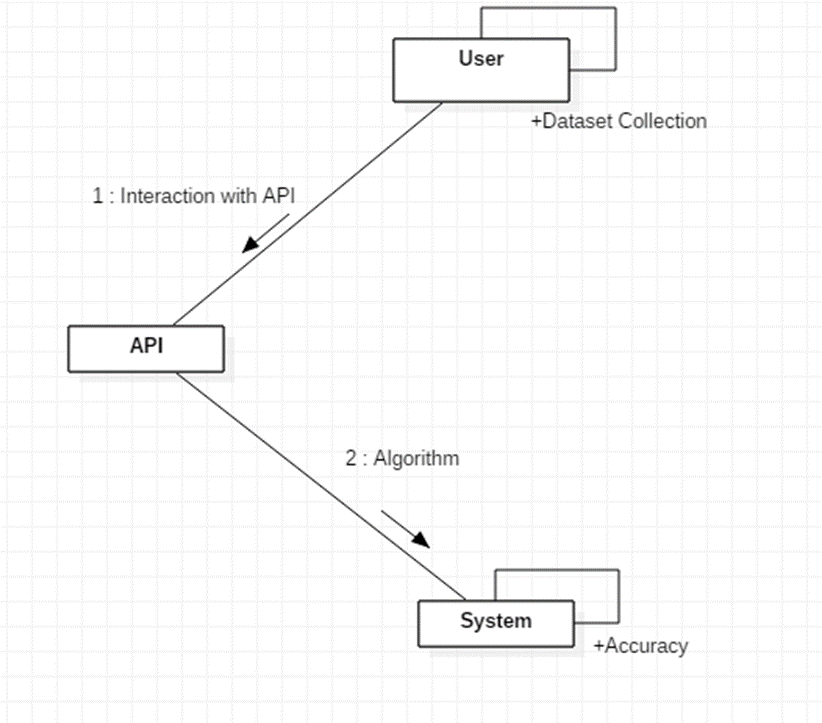 User
+Dataset Collection
1 : Interaction with API
API
2 : Algorithm
System
+Accuracy